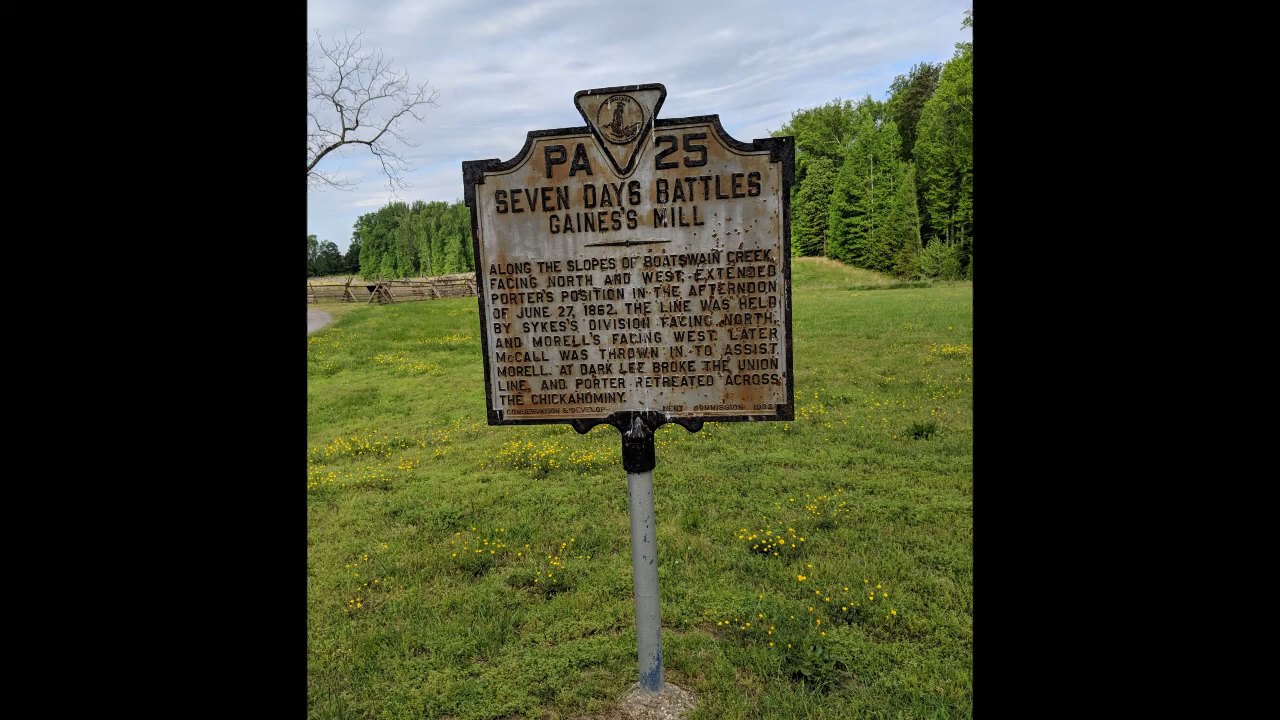 PA 25
SEVEN DAYS BATTLES
GAINES'S MILL
ALONG THE SLOPES OF BOATSWAIN CREEK,
FACING NORTH AND WEST, EXTENDED
PORTER'S POSITION IN THE AFTERNOON
OF JUNE 27, 1862. THE LINE WAS HELD
BY SYKES'S DIVISION FACING NORTH,
AND MORELL'S FACING WEST. LATER
McCALL WAS THROWN IN TO ASSIST
MORELL. AT DARK LEE BROKE THE UNION
LINE, AND PORTER RETREATED ACROSS
THE CHICKAHOMINY.
CONSERVATION & DEVELOPMENT COMMISSION 1932